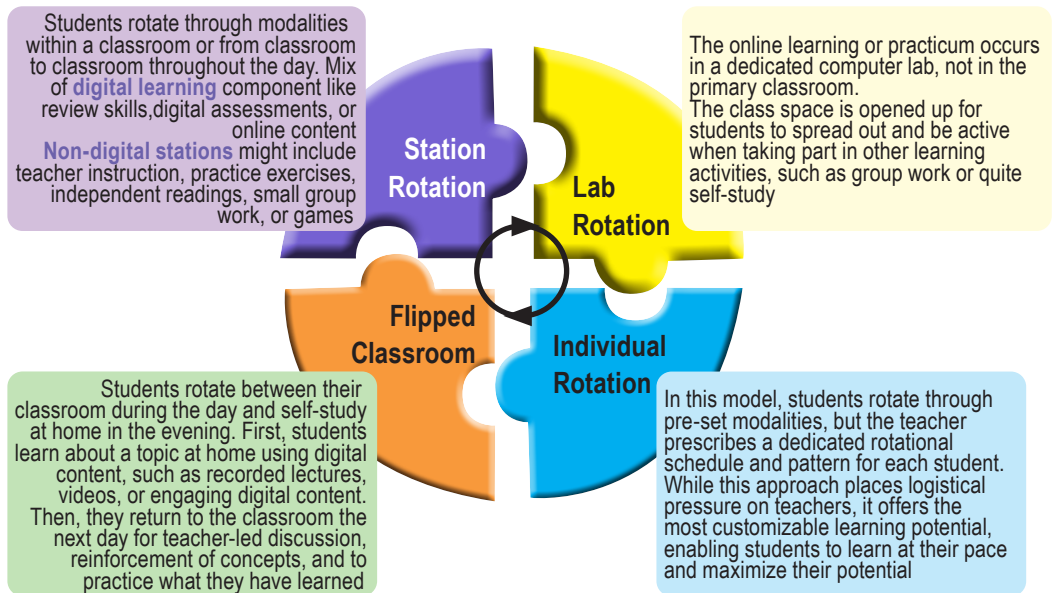 Students rotate through modalities
within a classroom or from classroom
to classroom throughout the day. Mix
of digital learning component like
review skills,digital assessments, or
online content
Non-digital stations might include
teacher instruction, practice exercises,
independent readings, small group
work, or games
Station
Rotation
The online learning or practicum occurs
in a dedicated computer lab, not in the
primary classroom.
The class space is opened up for
students to spread out and be active
when taking part in other learning
activities, such as group work or quite
self-study
Lab
Rotation
Flipped
Classroom
Students rotate between their
classroom during the day and self-study
at home in the evening. First, students
learn about a topic at home using digital
content, such as recorded lectures,
videos, or engaging digital content.
Then, they return to the classroom the
next day for teacher-led discussion,
reinforcement of concepts, and to
practice what they have learned
Individual
Rotation
In this model, students rotate through
pre-set modalities, but the teacher
prescribes a dedicated rotational
schedule and pattern for each student.
While this approach places logistical
pressure on teachers, it offers the
most customizable learning potential,
enabling students to learn at their pace
and maximize their potential